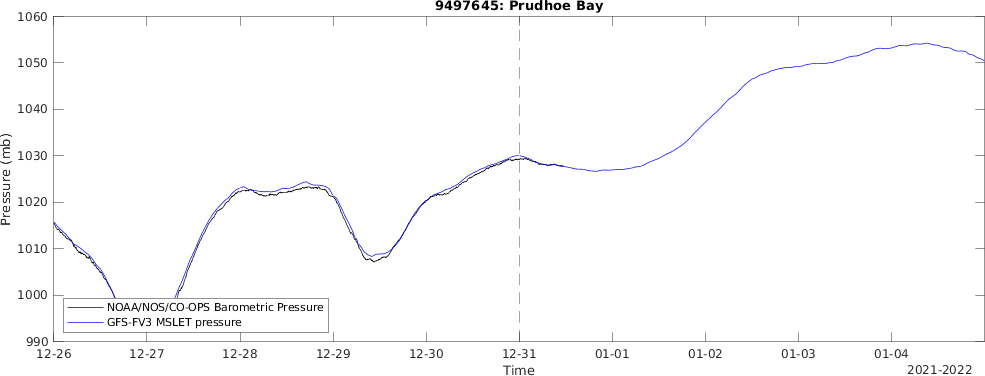 9497645: Prudhoe Bay
1060
1050
1040
1030
1020
1010
1000
990
Pressure (mb)
NOAA/NOS/CO-OPS Barometric Pressure
GFS-FV3 MSLET pressure
12-26 12-27 12-28 12-29 12-30 12-31 01-01 01-02 01-03 01-04
Time
2021-2022